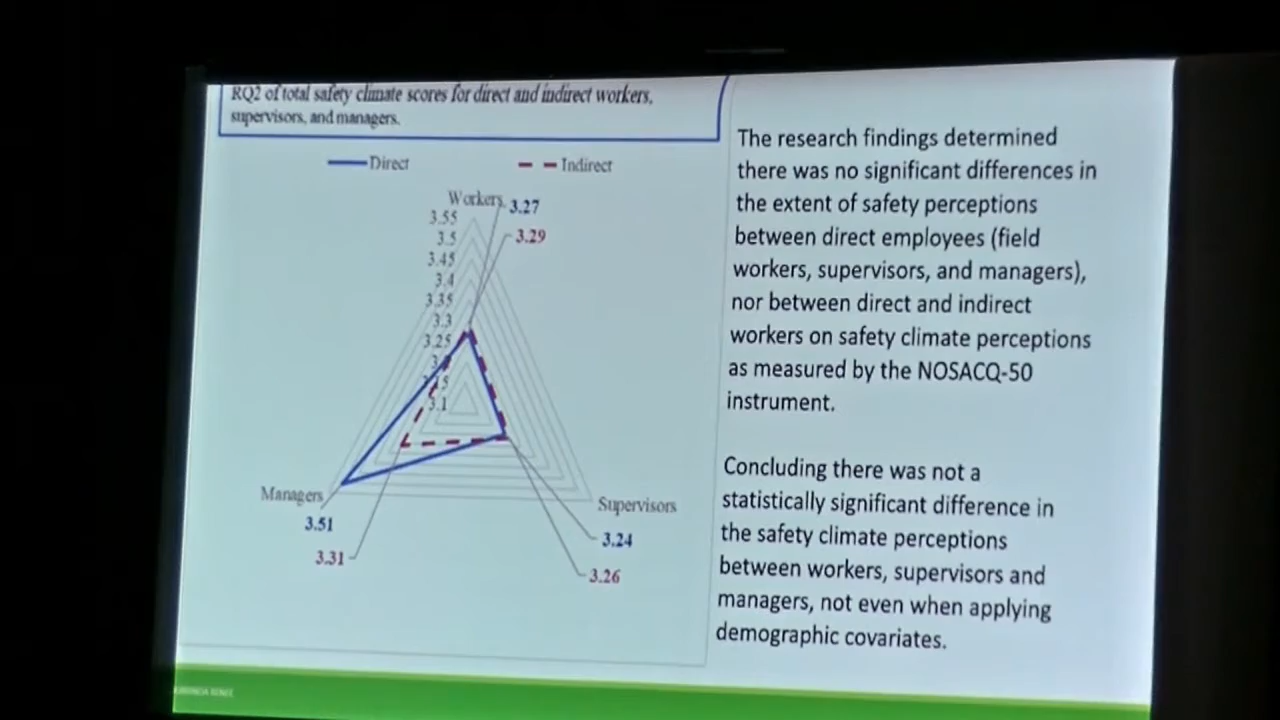 RQ2 of total safety climate scores for direct and indirect workers,
supervisors, and managers.
Direct
Indirect
Workers
3.27
3.29
3.55
3.5
3.45
3.4
3.35
3.3
3.25
3.1
Managers
3.51
3.31
Supervisors
3.24
3.26
The research findings determined
there was no significant differences in
the extent of safety perceptions
between direct employees (field
workers, supervisors, and managers),
nor between direct and indirect
workers on safety climate perceptions
as measured by the NOSACQ-50
instrument.
Concluding there was not a
statistically significant difference in
the safety climate perceptions
between workers, supervisors and
managers, not even when applying
demographic covariates.